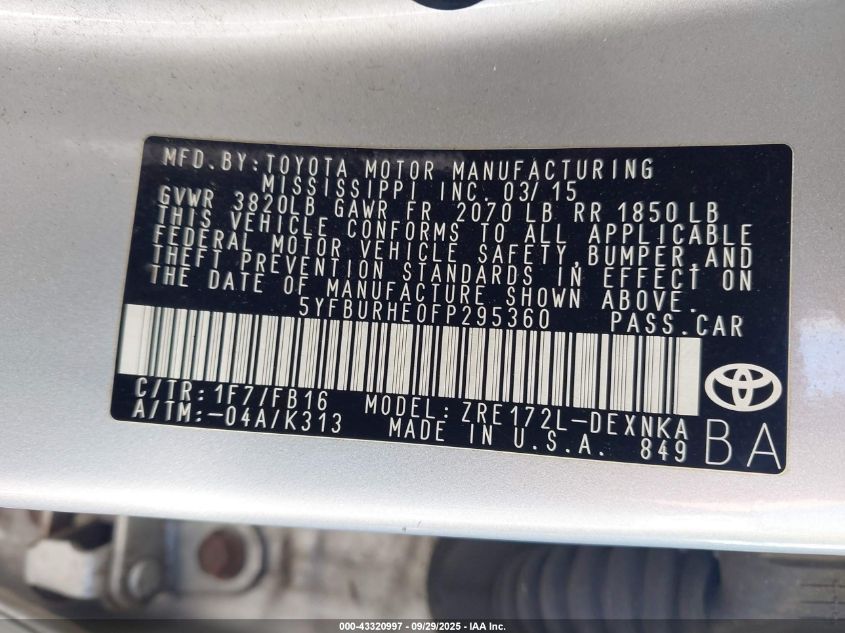 MFD.BY:TOYOTA MOTOR MANUFACTURING
MISSISSIPPI INC. 03/15
GVWR 3820LB GAWR FR 2070 LB RR 1850LB
THIS VEHICLE CONFORMS TO ALL APPLICABLE
FEDERAL MOTOR VEHICLE SAFETY,BUMPER,AND
THEFT PREVENTION STANDARDS IN EFFECT ON
THE DATE OF MANUFACTURE SHOWN ABOVE.
5YFBURHE0FP295360 PASS.CAR
C/TR:1F7/FB16 MODEL:ZRE172L-DEXNKA
A/TM:-04A/K313 MADE IN U.S.A. 849
BA
000-43320997 - 09/29/2025 - IAA Inc.